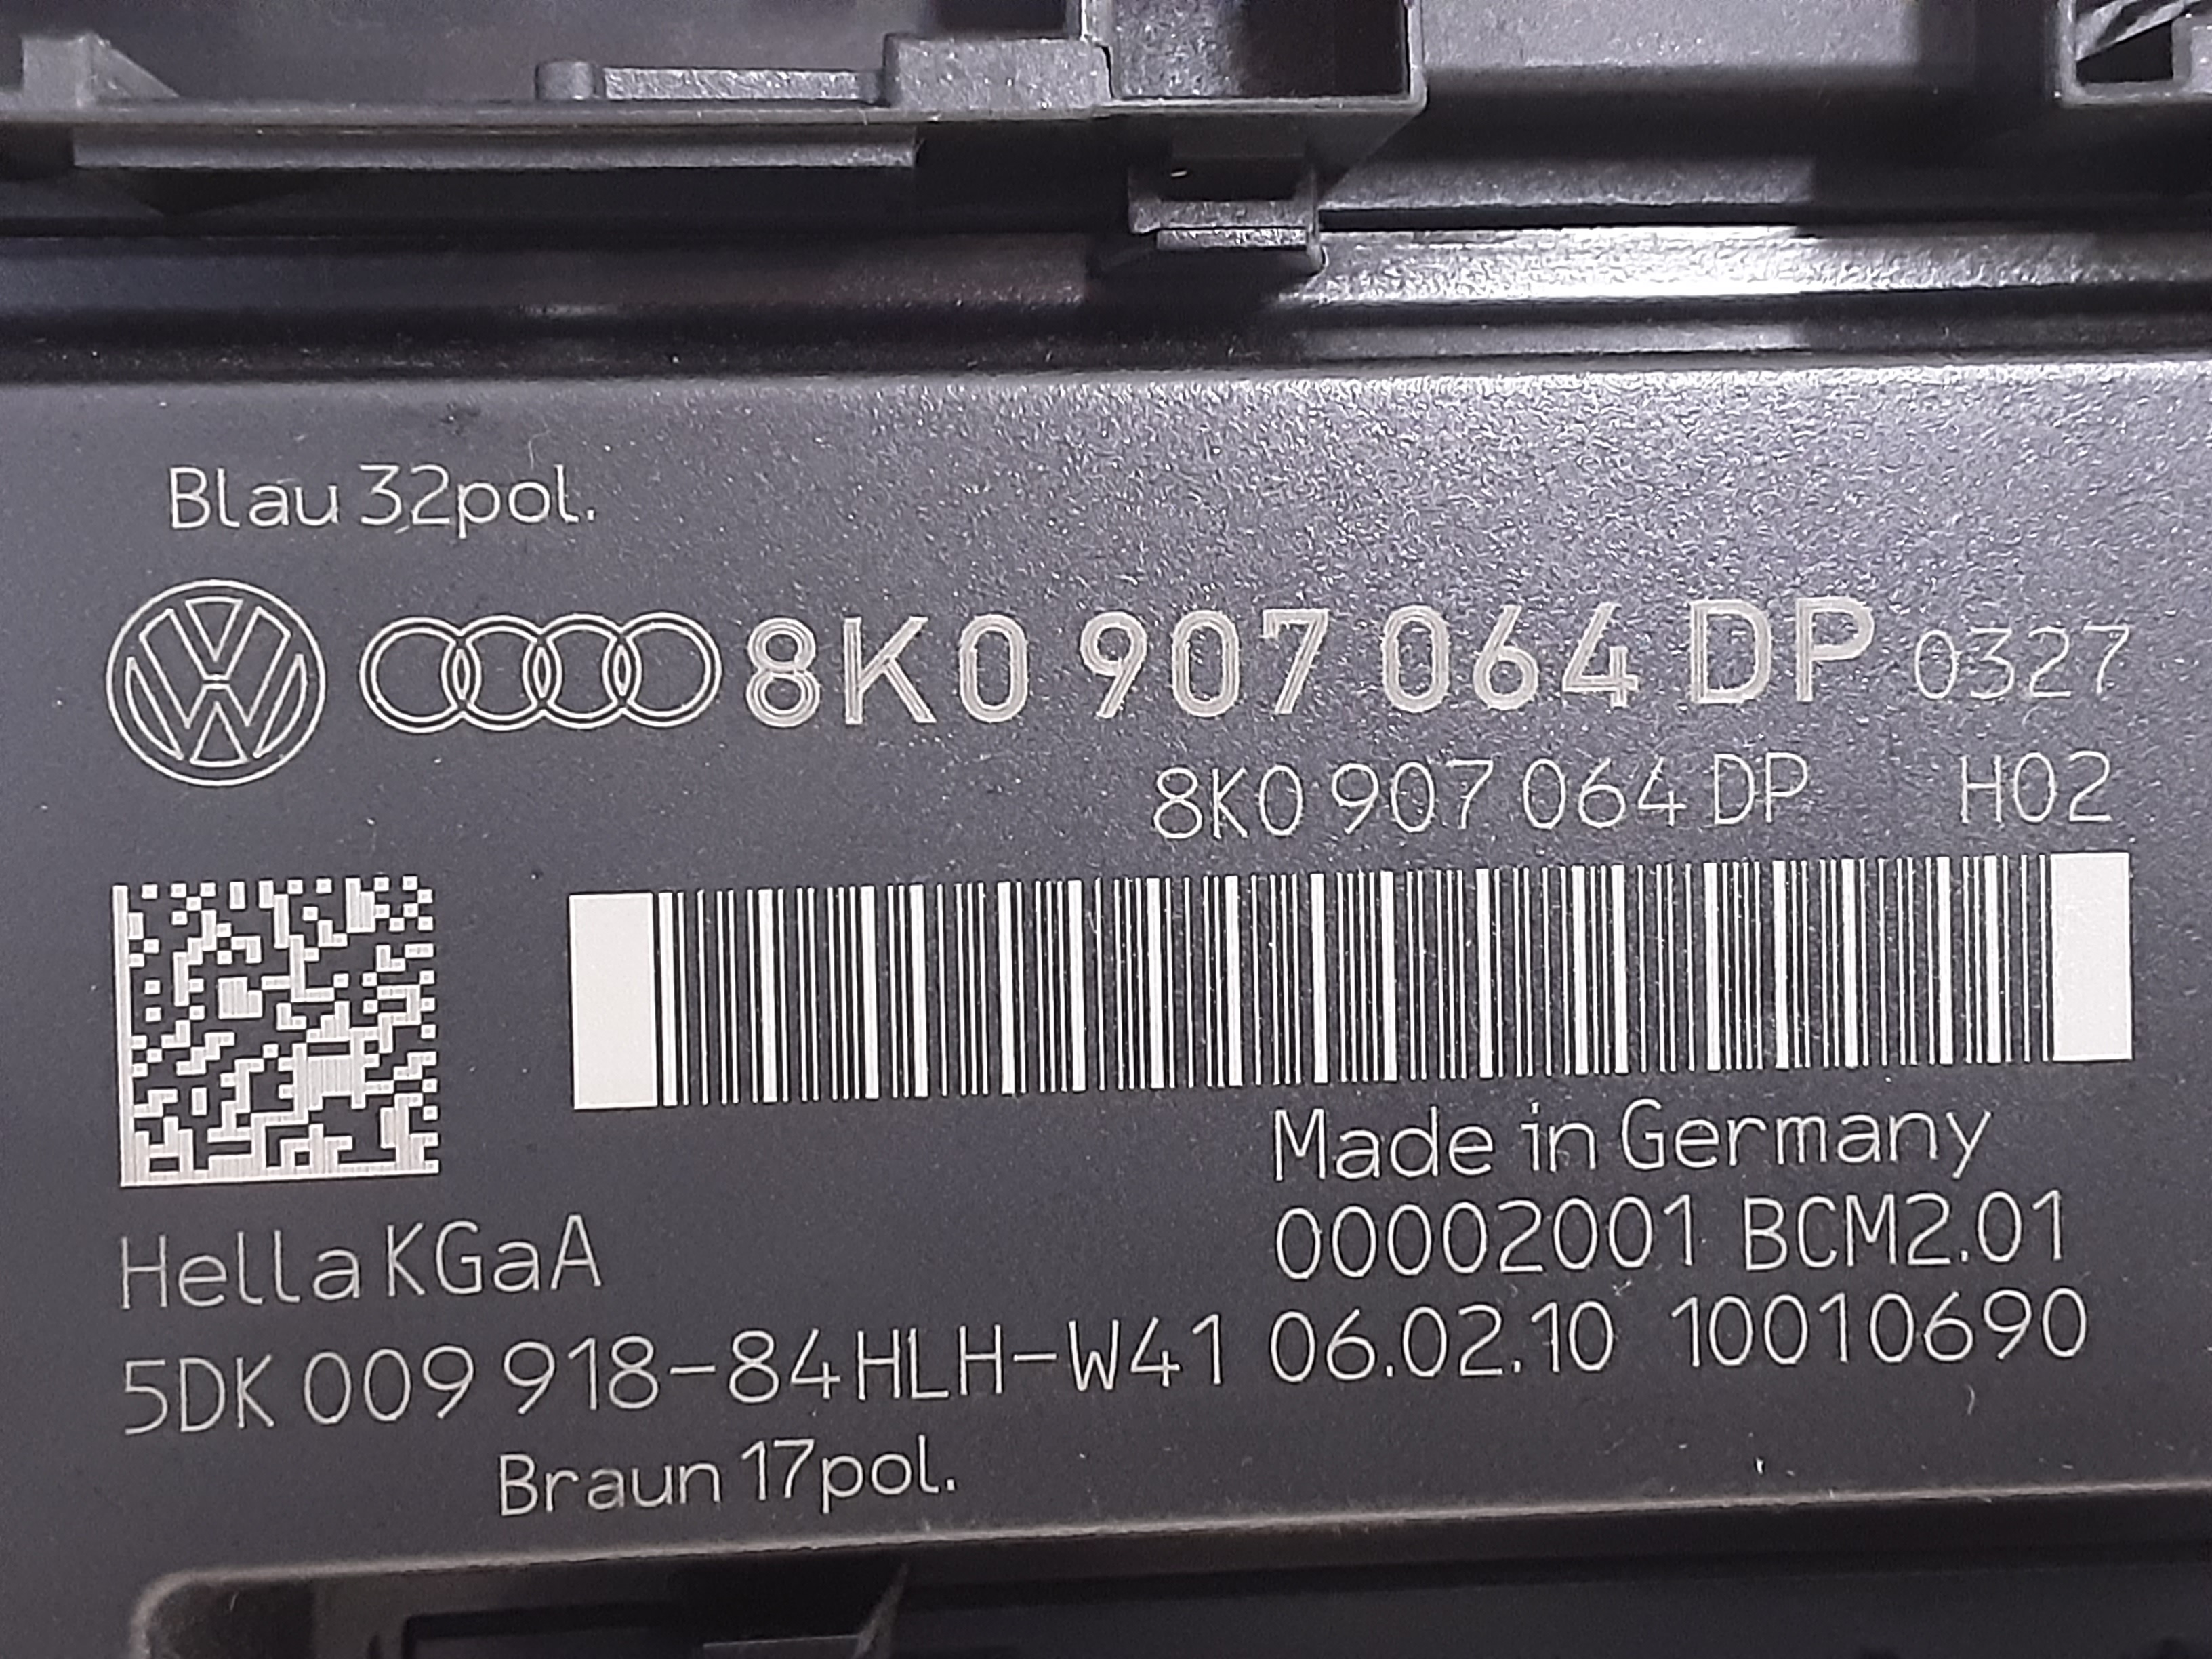 Blau 32pol.
8K0 907 064 DP 0327
8K0 907 064 DP H02
Made in Germany
Hella KGaA 00002001 BCM2.01
5DK 009 918-84 HLH-W41 06.02.10 10010690
Braun 17pol.